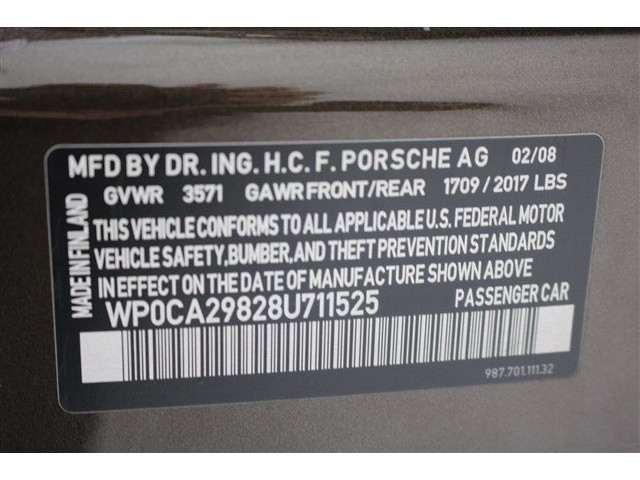 MFD BY DR. ING. H.C. F. PORSCHE AG 02/08
GVWR 3571 GAWR FRONT/REAR 1709 / 2017 LBS
THIS VEHICLE CONFORMS TO ALL APPLICABLE U.S. FEDERAL MOTOR
VEHICLE SAFETY, BUMBER, AND THEFT PREVENTION STANDARDS
IN EFFECT ON THE DATE OF MANUFACTURE SHOWN ABOVE
WP0CA29828U711525 PASSENGER CAR
987.701.111.32
MADE IN FINLAND